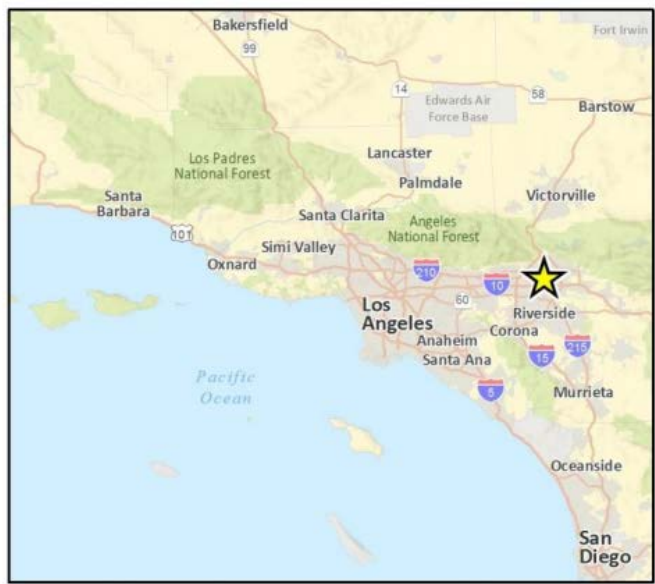 Bakersfield
Fort Irwin
99
14
58
Edwards Air
Force Base
Barstow
Lancaster
Los Padres
National Forest
Palmdale
Victorville
Santa
Barbara
Santa Clarita
Angeles
National Forest
101
Simi Valley
Oxnard
210
10
60
Los
Angeles
Riverside
Corona
Anaheim
Santa Ana
15
215
Pacific
Ocean
5
Murrieta
Oceanside
San
Diego